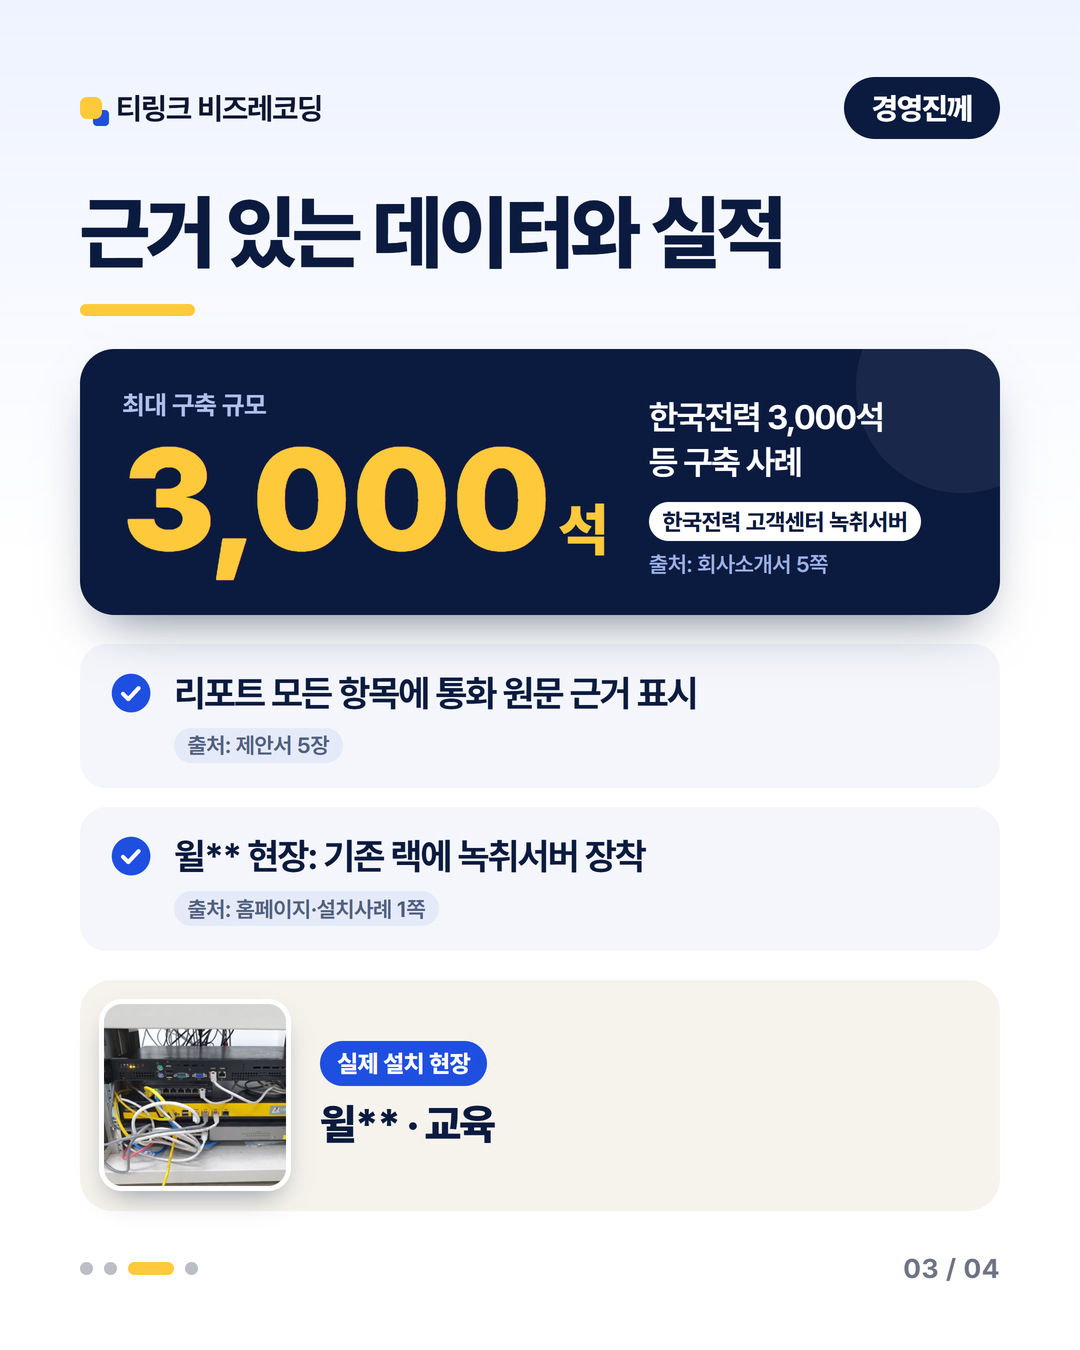 티링크 비즈레코딩
경영진께
근거 있는 데이터와 실적
최대 구축 규모
3,000석
한국전력 3,000석
등 구축 사례
한국전력 고객센터 녹취서버
출처: 회사소개서 5쪽
리포트 모든 항목에 통화 원문 근거 표시
출처: 제안서 5장
윌** 현장: 기존 랙에 녹취서버 장착
출처: 홈페이지·설치사례 1쪽
실제 설치 현장
윌** · 교육
03 / 04